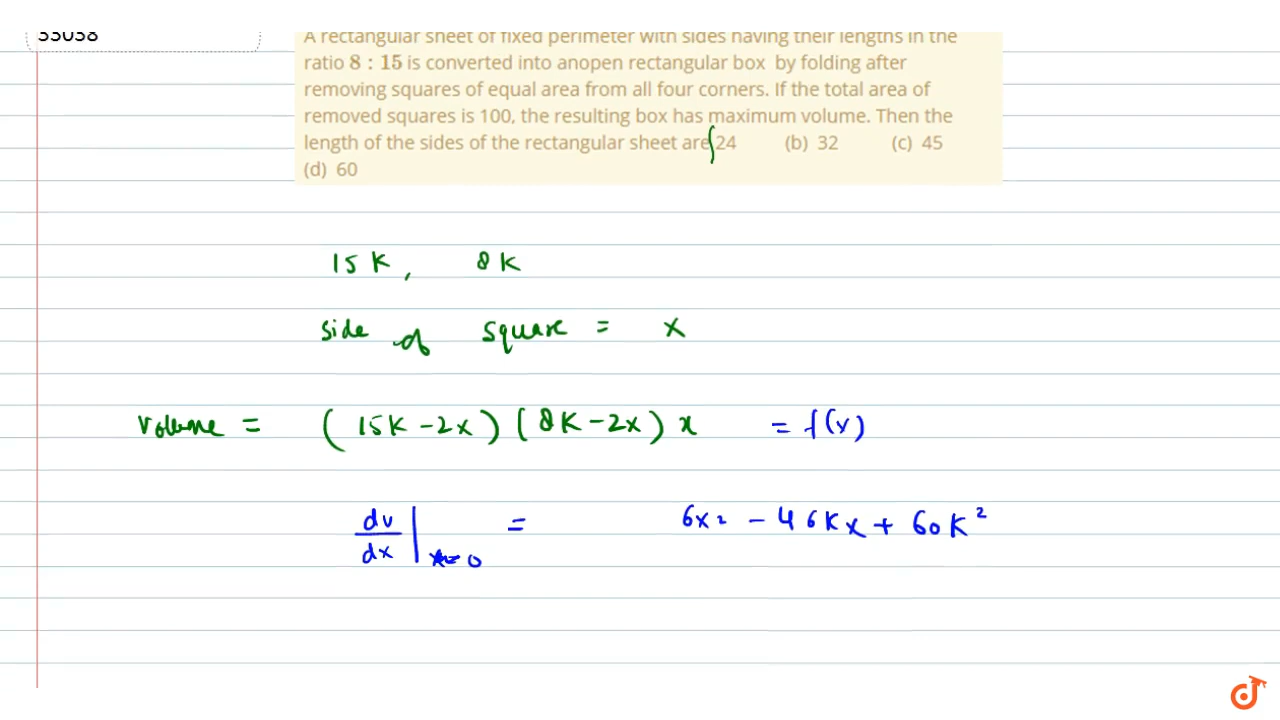 33038
A rectangular sheet of fixed perimeter with sides having their lengths in the
ratio 8 : 15 is converted into anopen rectangular box by folding after
removing squares of equal area from all four corners. If the total area of
removed squares is 100, the resulting box has maximum volume. Then the
length of the sides of the rectangular sheet are 24 (b) 32 (c) 45
(d) 60
15K, 8K
side of square = x
volume = (15K-2x) (8K-2x) x = f(x)
dv/dx | x=0 = 6x2 - 46Kx + 60K²